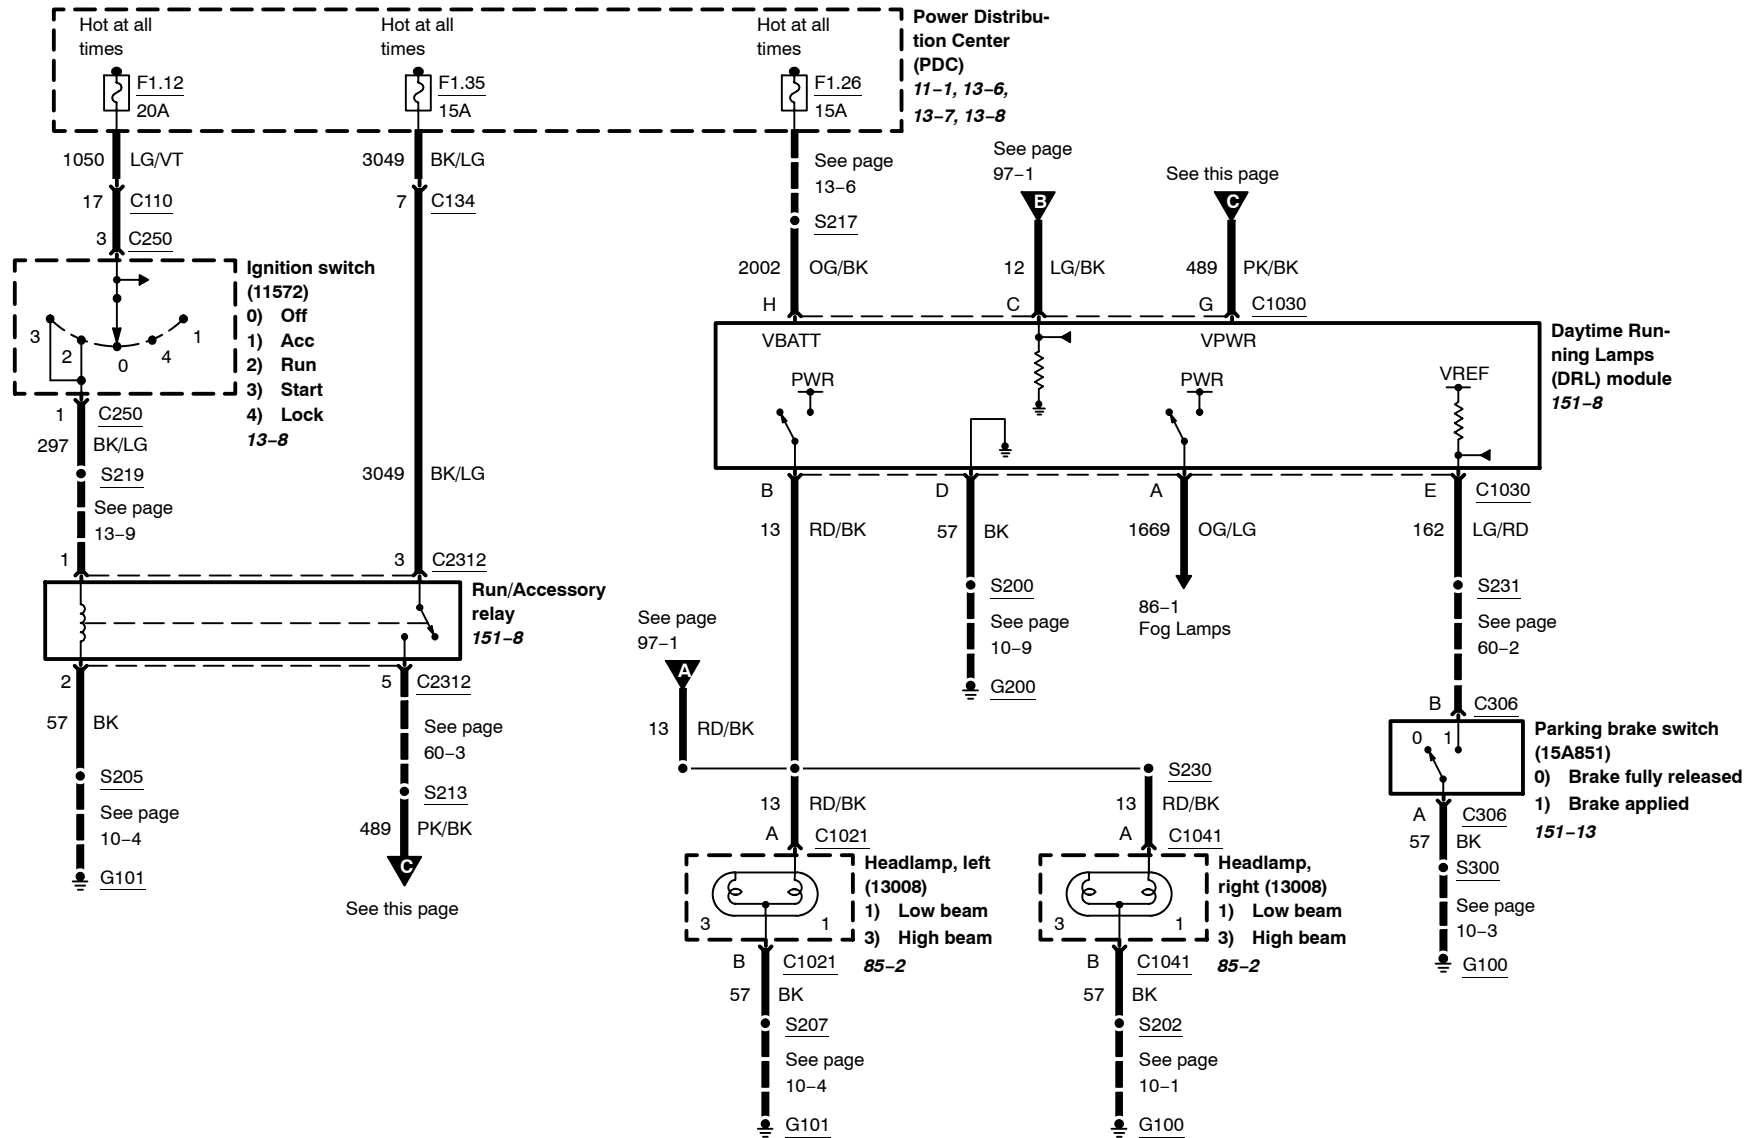 Hot at all
times
Hot at all
times
Hot at all
times
Power Distribu-
tion Center
(PDC)
11-1, 13-6,
13-7, 13-8
F1.12
20A
F1.35
15A
F1.26
15A
1050 LG/VT
3049 BK/LG
See page
13-6
See page
97-1
See this page
B
C
17 C110
7 C134
S217
3 C250
2002 OG/BK
12 LG/BK
489 PK/BK
H
C
G C1030
Ignition switch
(11572)
0) Off
1) Acc
2) Run
3) Start
4) Lock
13-8
3
2
0
4
1
VBATT
VPWR
PWR
PWR
VREF
Daytime Run-
ning Lamps
(DRL) module
151-8
1 C250
297 BK/LG
S219
See page
13-9
3049 BK/LG
1
3 C2312
B
D
A
E C1030
13 RD/BK
57 BK
1669 OG/LG
162 LG/RD
Run/Accessory
relay
151-8
S200
See page
10-9
G200
86-1
Fog Lamps
S231
See page
60-2
See page
97-1
A
13 RD/BK
2
5 C2312
57 BK
See page
60-3
S205
S213
See page
10-4
489 PK/BK
G101
C
See this page
B C306
0 1
Parking brake switch
(15A851)
0) Brake fully released
1) Brake applied
151-13
A C306
57 BK
S300
See page
10-3
G100
S230
13 RD/BK
13 RD/BK
A C1021
A C1041
Headlamp, left
(13008)
1) Low beam
3) High beam
85-2
3
1
Headlamp,
right (13008)
1) Low beam
3) High beam
85-2
3
1
B C1021
B C1041
57 BK
57 BK
S207
S202
See page
10-4
See page
10-1
G101
G100